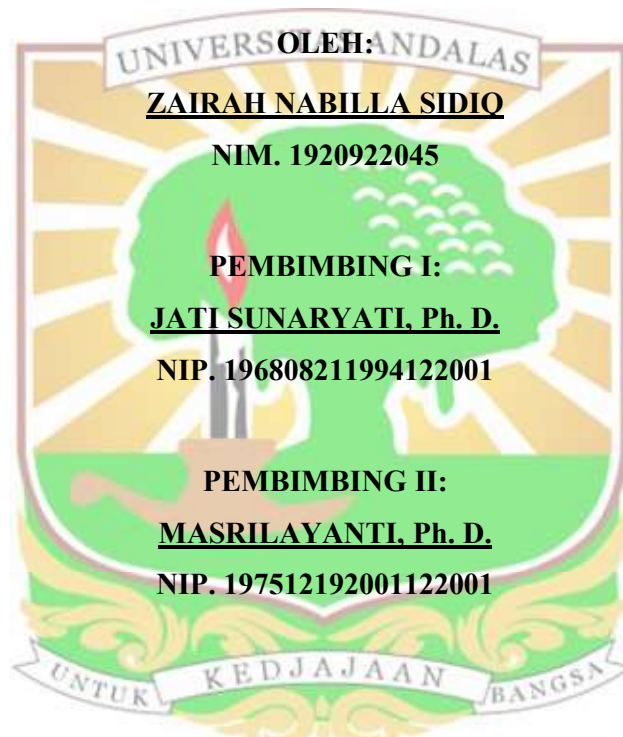 UNIVERSITAS ANDALAS
OLEH:
ZAIRAH NABILLA SIDIQ
NIM. 1920922045
PEMBIMBING I:
JATI SUNARYATI, Ph. D.
NIP. 196808211994122001
PEMBIMBING II:
MASRILAYANTI, Ph. D.
NIP. 197512192001122001
UNTUK KEDJAJAAN BANGSA